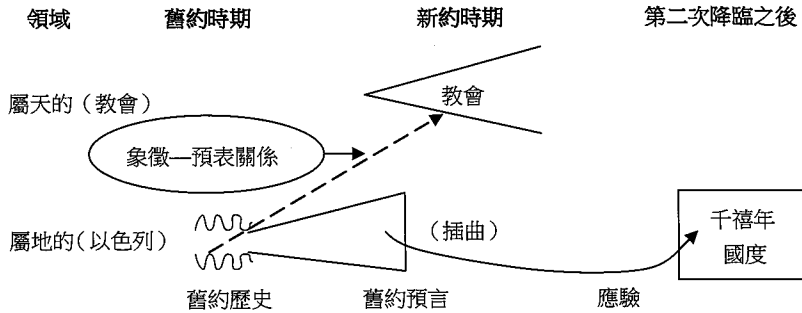 領域 舊約時期 新約時期 第二次降臨之後
教會
屬天的（教會）
象徵—預表關係
千禧年
屬地的（以色列） （插曲）
國度
舊約歷史 舊約預言 應驗